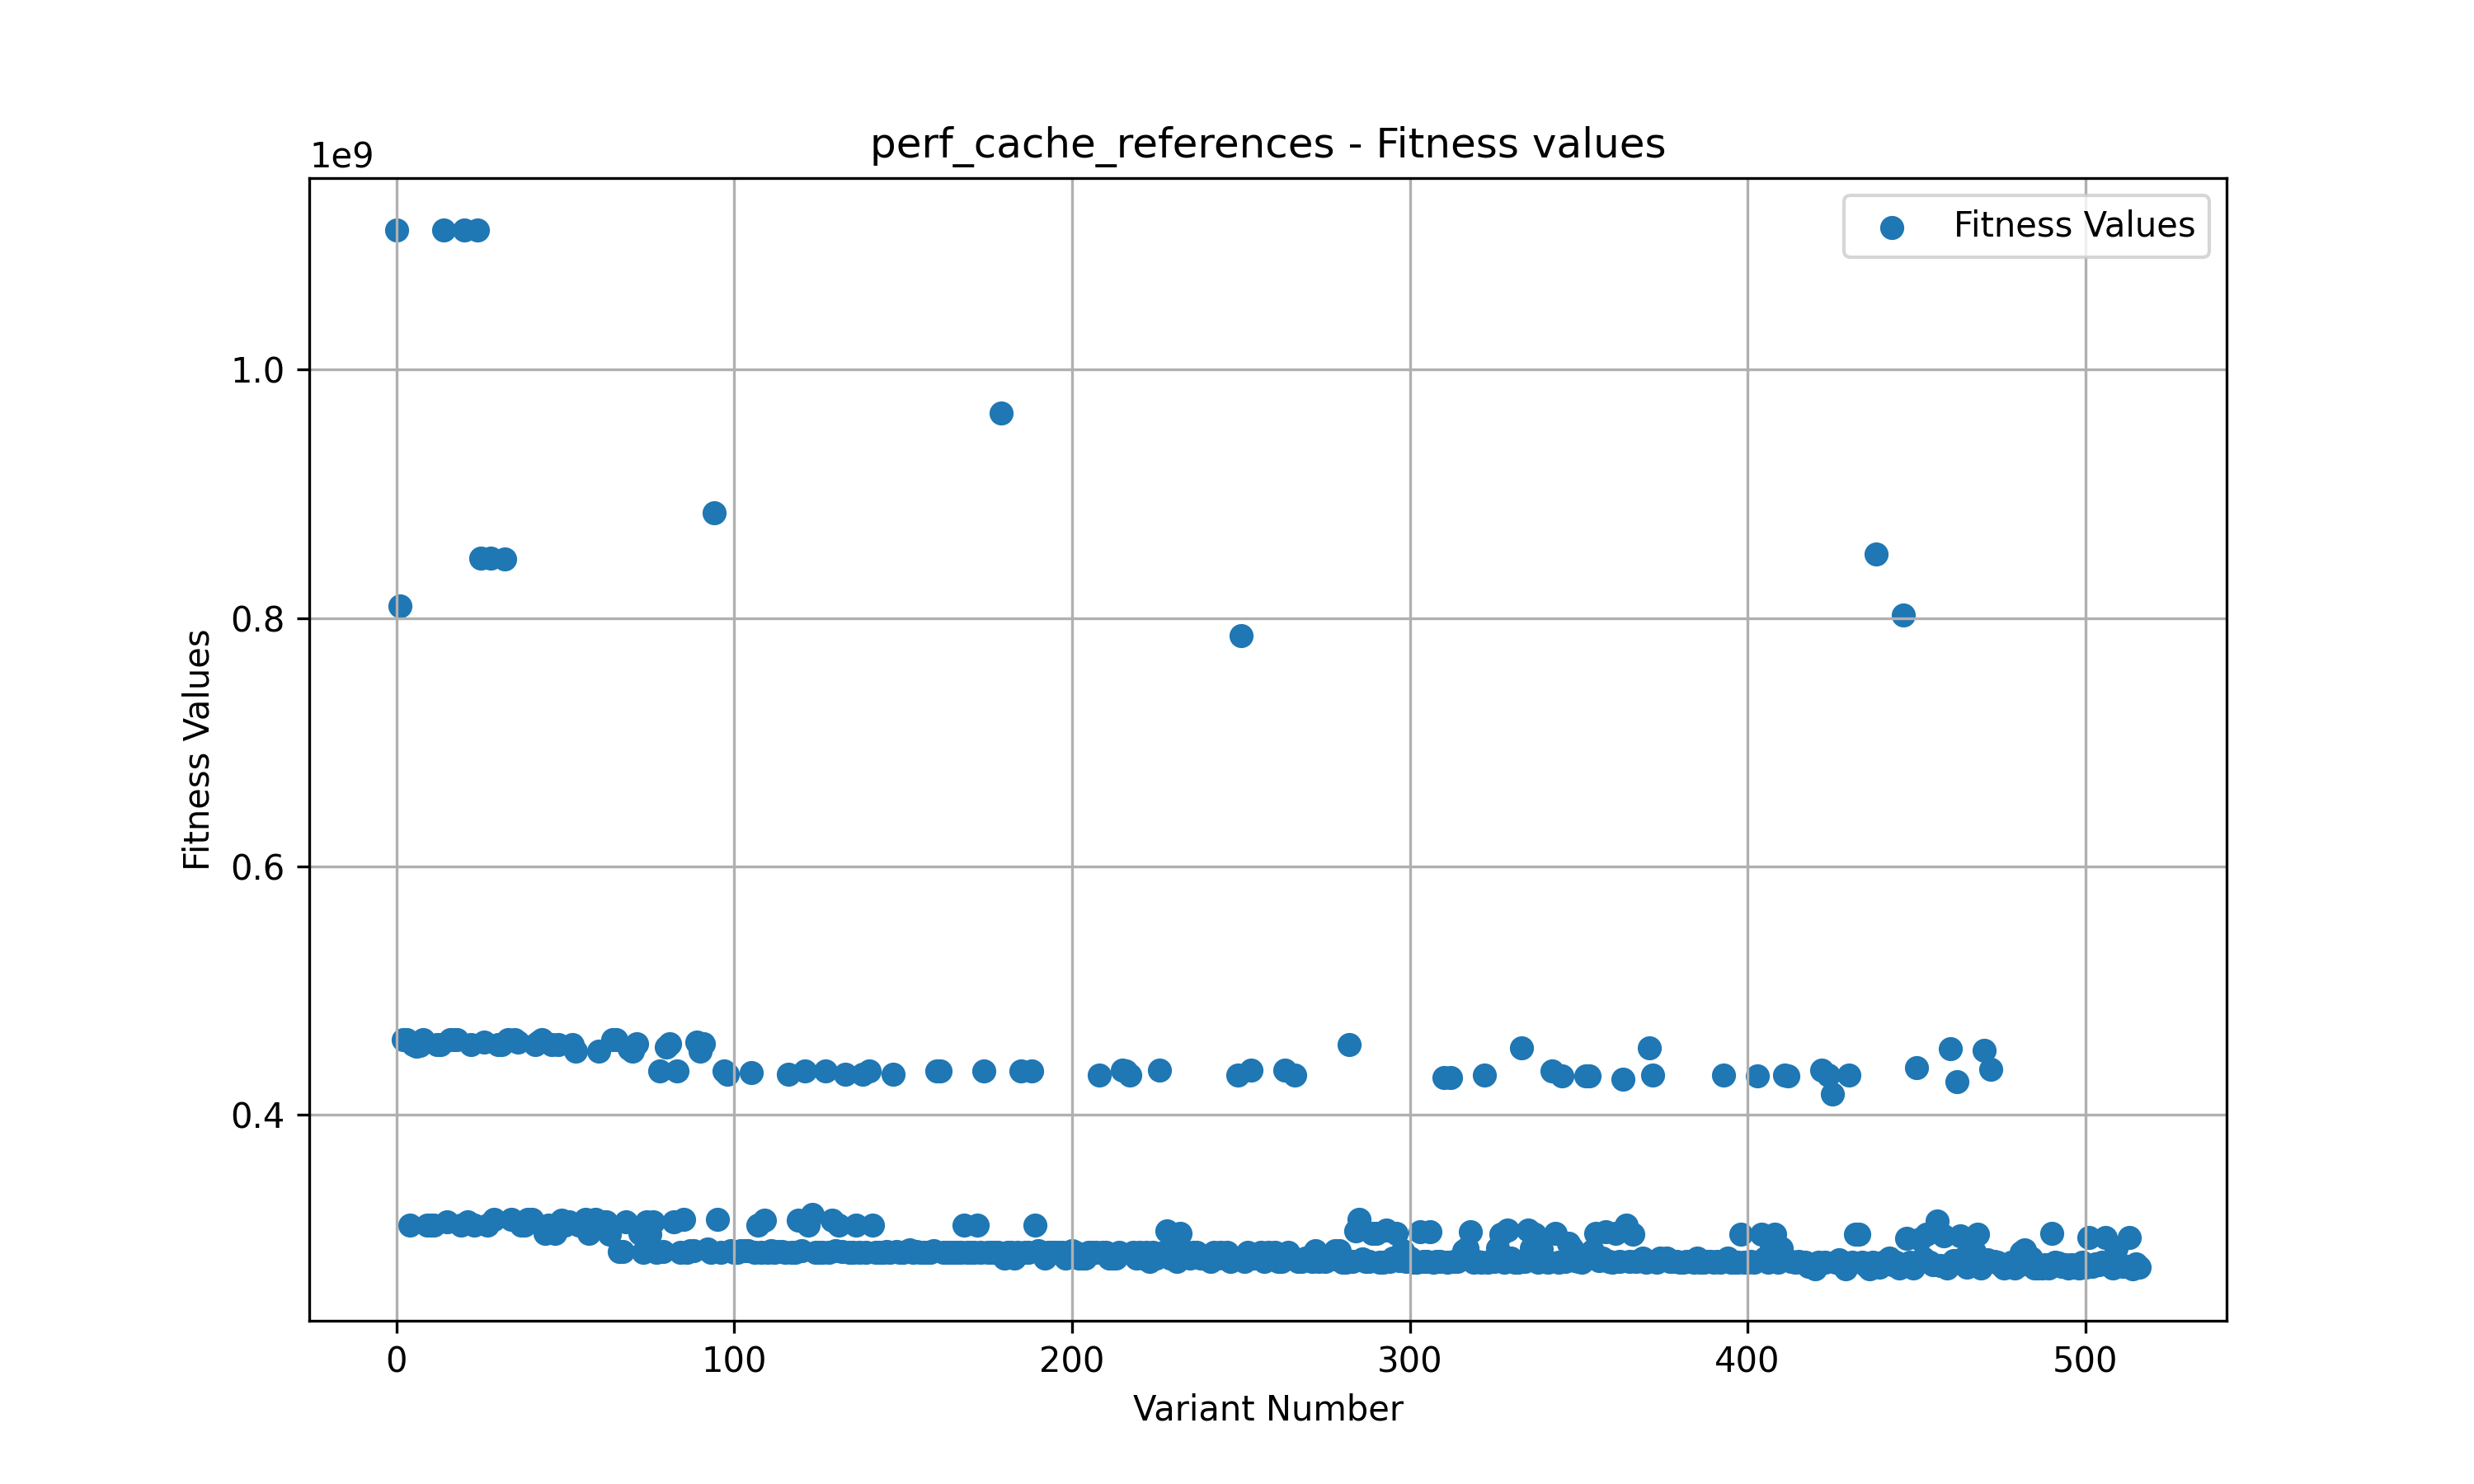 perf_cache_references - Fitness values
1e9
Fitness Values
1.0
0.8
0.6
0.4
Fitness Values
0
100
200
300
400
500
Variant Number